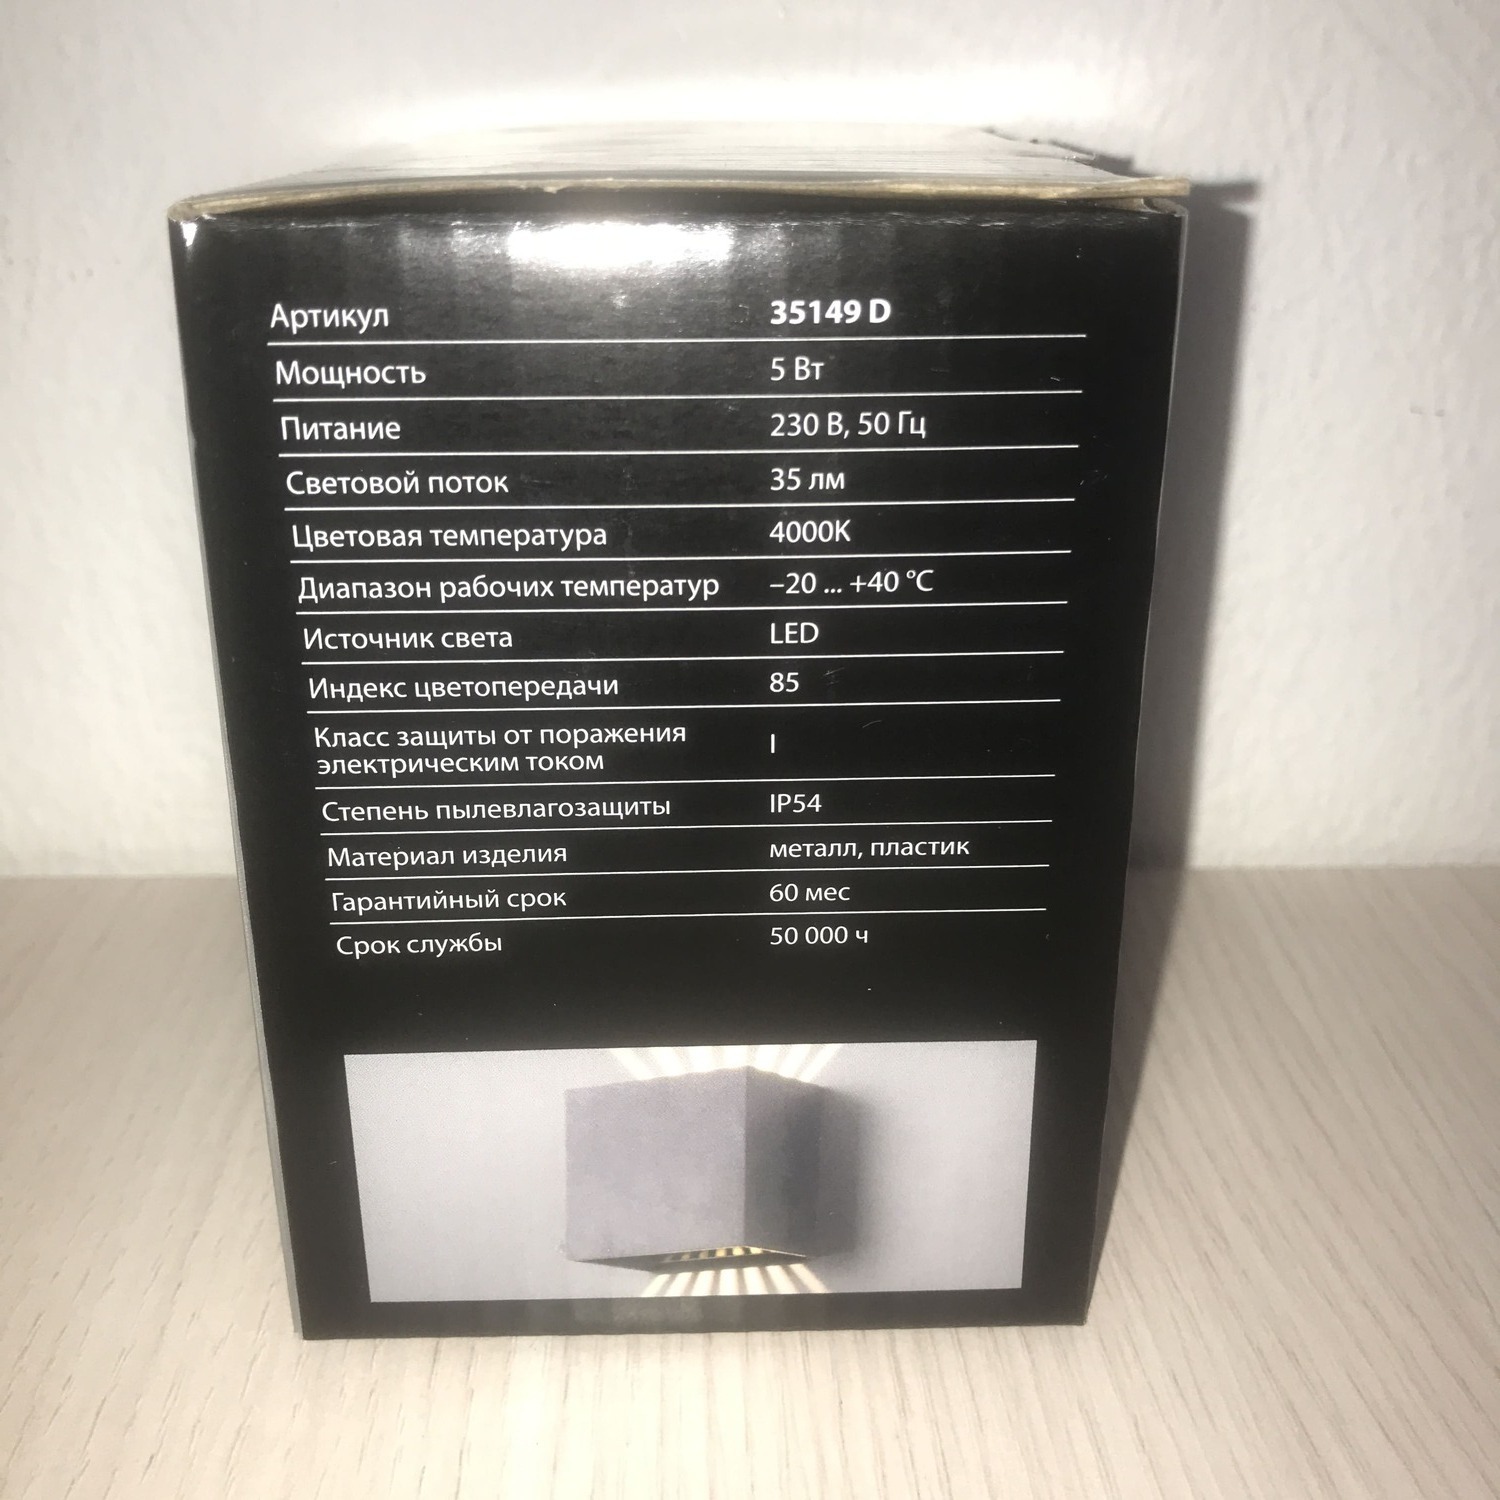 Артикул 35149 D
Мощность 5 Вт
Питание 230 В, 50 Гц
Световой поток 35 лм
Цветовая температура 4000К
Диапазон рабочих температур –20 ... +40 °С
Источник света LED
Индекс цветопередачи 85
Класс защиты от поражения
электрическим током I
Степень пылевлагозащиты IP54
Материал изделия металл, пластик
Гарантийный срок 60 мес
Срок службы 50 000 ч